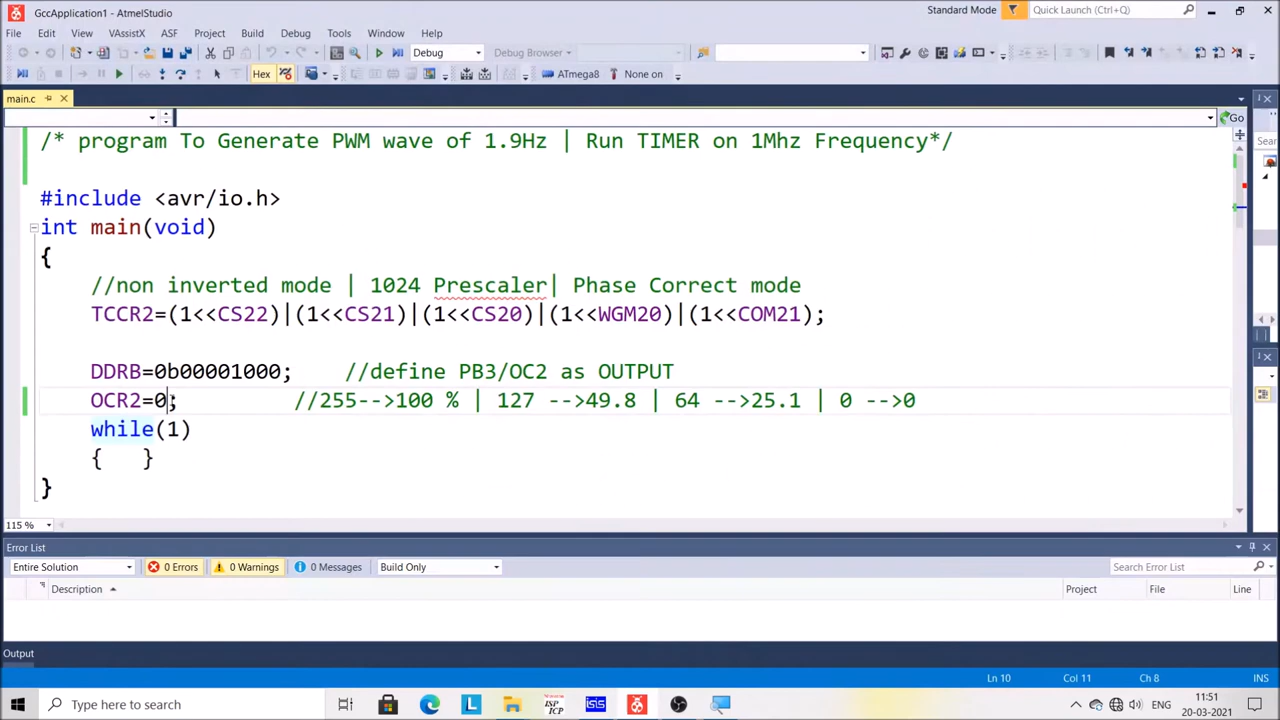 GccApplication1 - AtmelStudio
Standard Mode
Quick Launch (Ctrl+Q)
File Edit View VAssistX ASF Project Build Debug Tools Window Help
Debug
Debug Browser
Hex
ATmega8
None on
main.c
Go
/* program To Generate PWM wave of 1.9Hz | Run TIMER on 1Mhz Frequency*/
#include <avr/io.h>
int main(void)
{
//non inverted mode | 1024 Prescaler| Phase Correct mode
TCCR2=(1<<CS22)|(1<<CS21)|(1<<CS20)|(1<<WGM20)|(1<<COM21);
DDRB=0b00001000; //define PB3/OC2 as OUTPUT
OCR2=0; //255-->100 % | 127 -->49.8 | 64 -->25.1 | 0 -->0
while(1)
{ }
}
115 %
Error List
Entire Solution
0 Errors
0 Warnings
0 Messages
Build Only
Search Error List
Description
Project
File
Line
Output
Ln 10
Col 11
Ch 8
INS
Type here to search
L
ISP
ICP
isis
ENG
11:51
20-03-2021